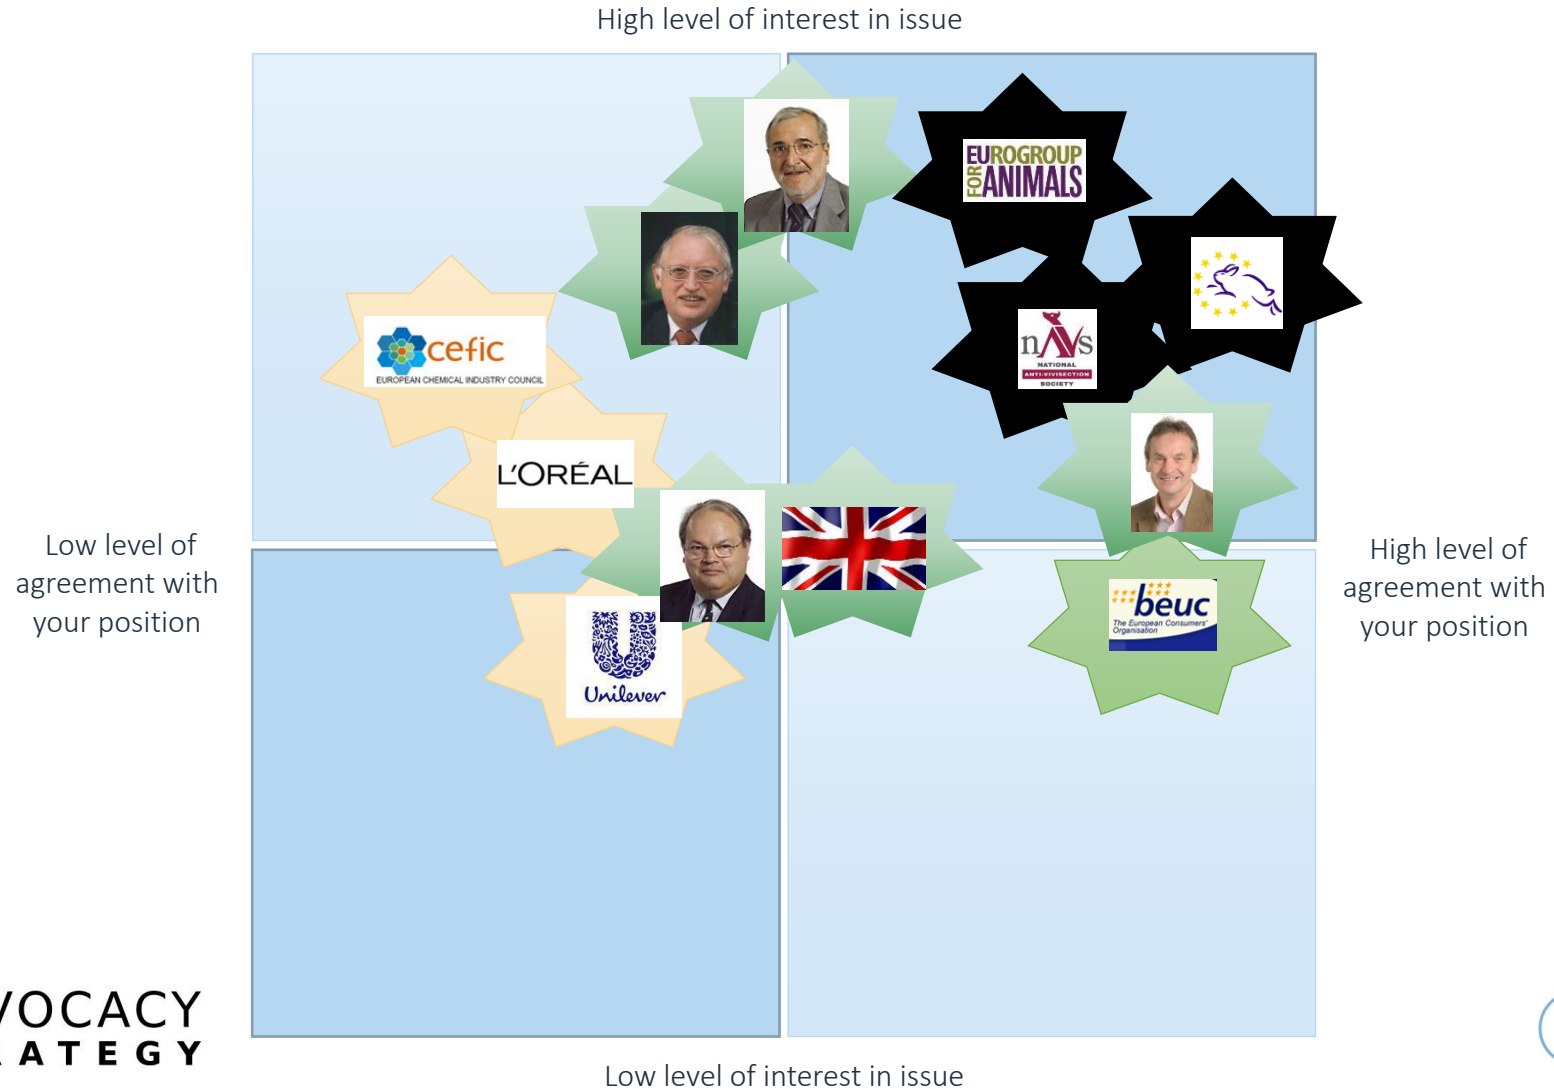 High level of interest in issue
EUROGROUP
FOR ANIMALS
cefic
EUROPEAN CHEMICAL INDUSTRY COUNCIL
nAVs
NATIONAL
ANTI-VIVISECTION
SOCIETY
L'ORÉAL
Low level of
agreement with
your position
High level of
agreement with
your position
beuc
The European Consumers'
Organisation
Unilever
VOCACY
RATEGY
Low level of interest in issue